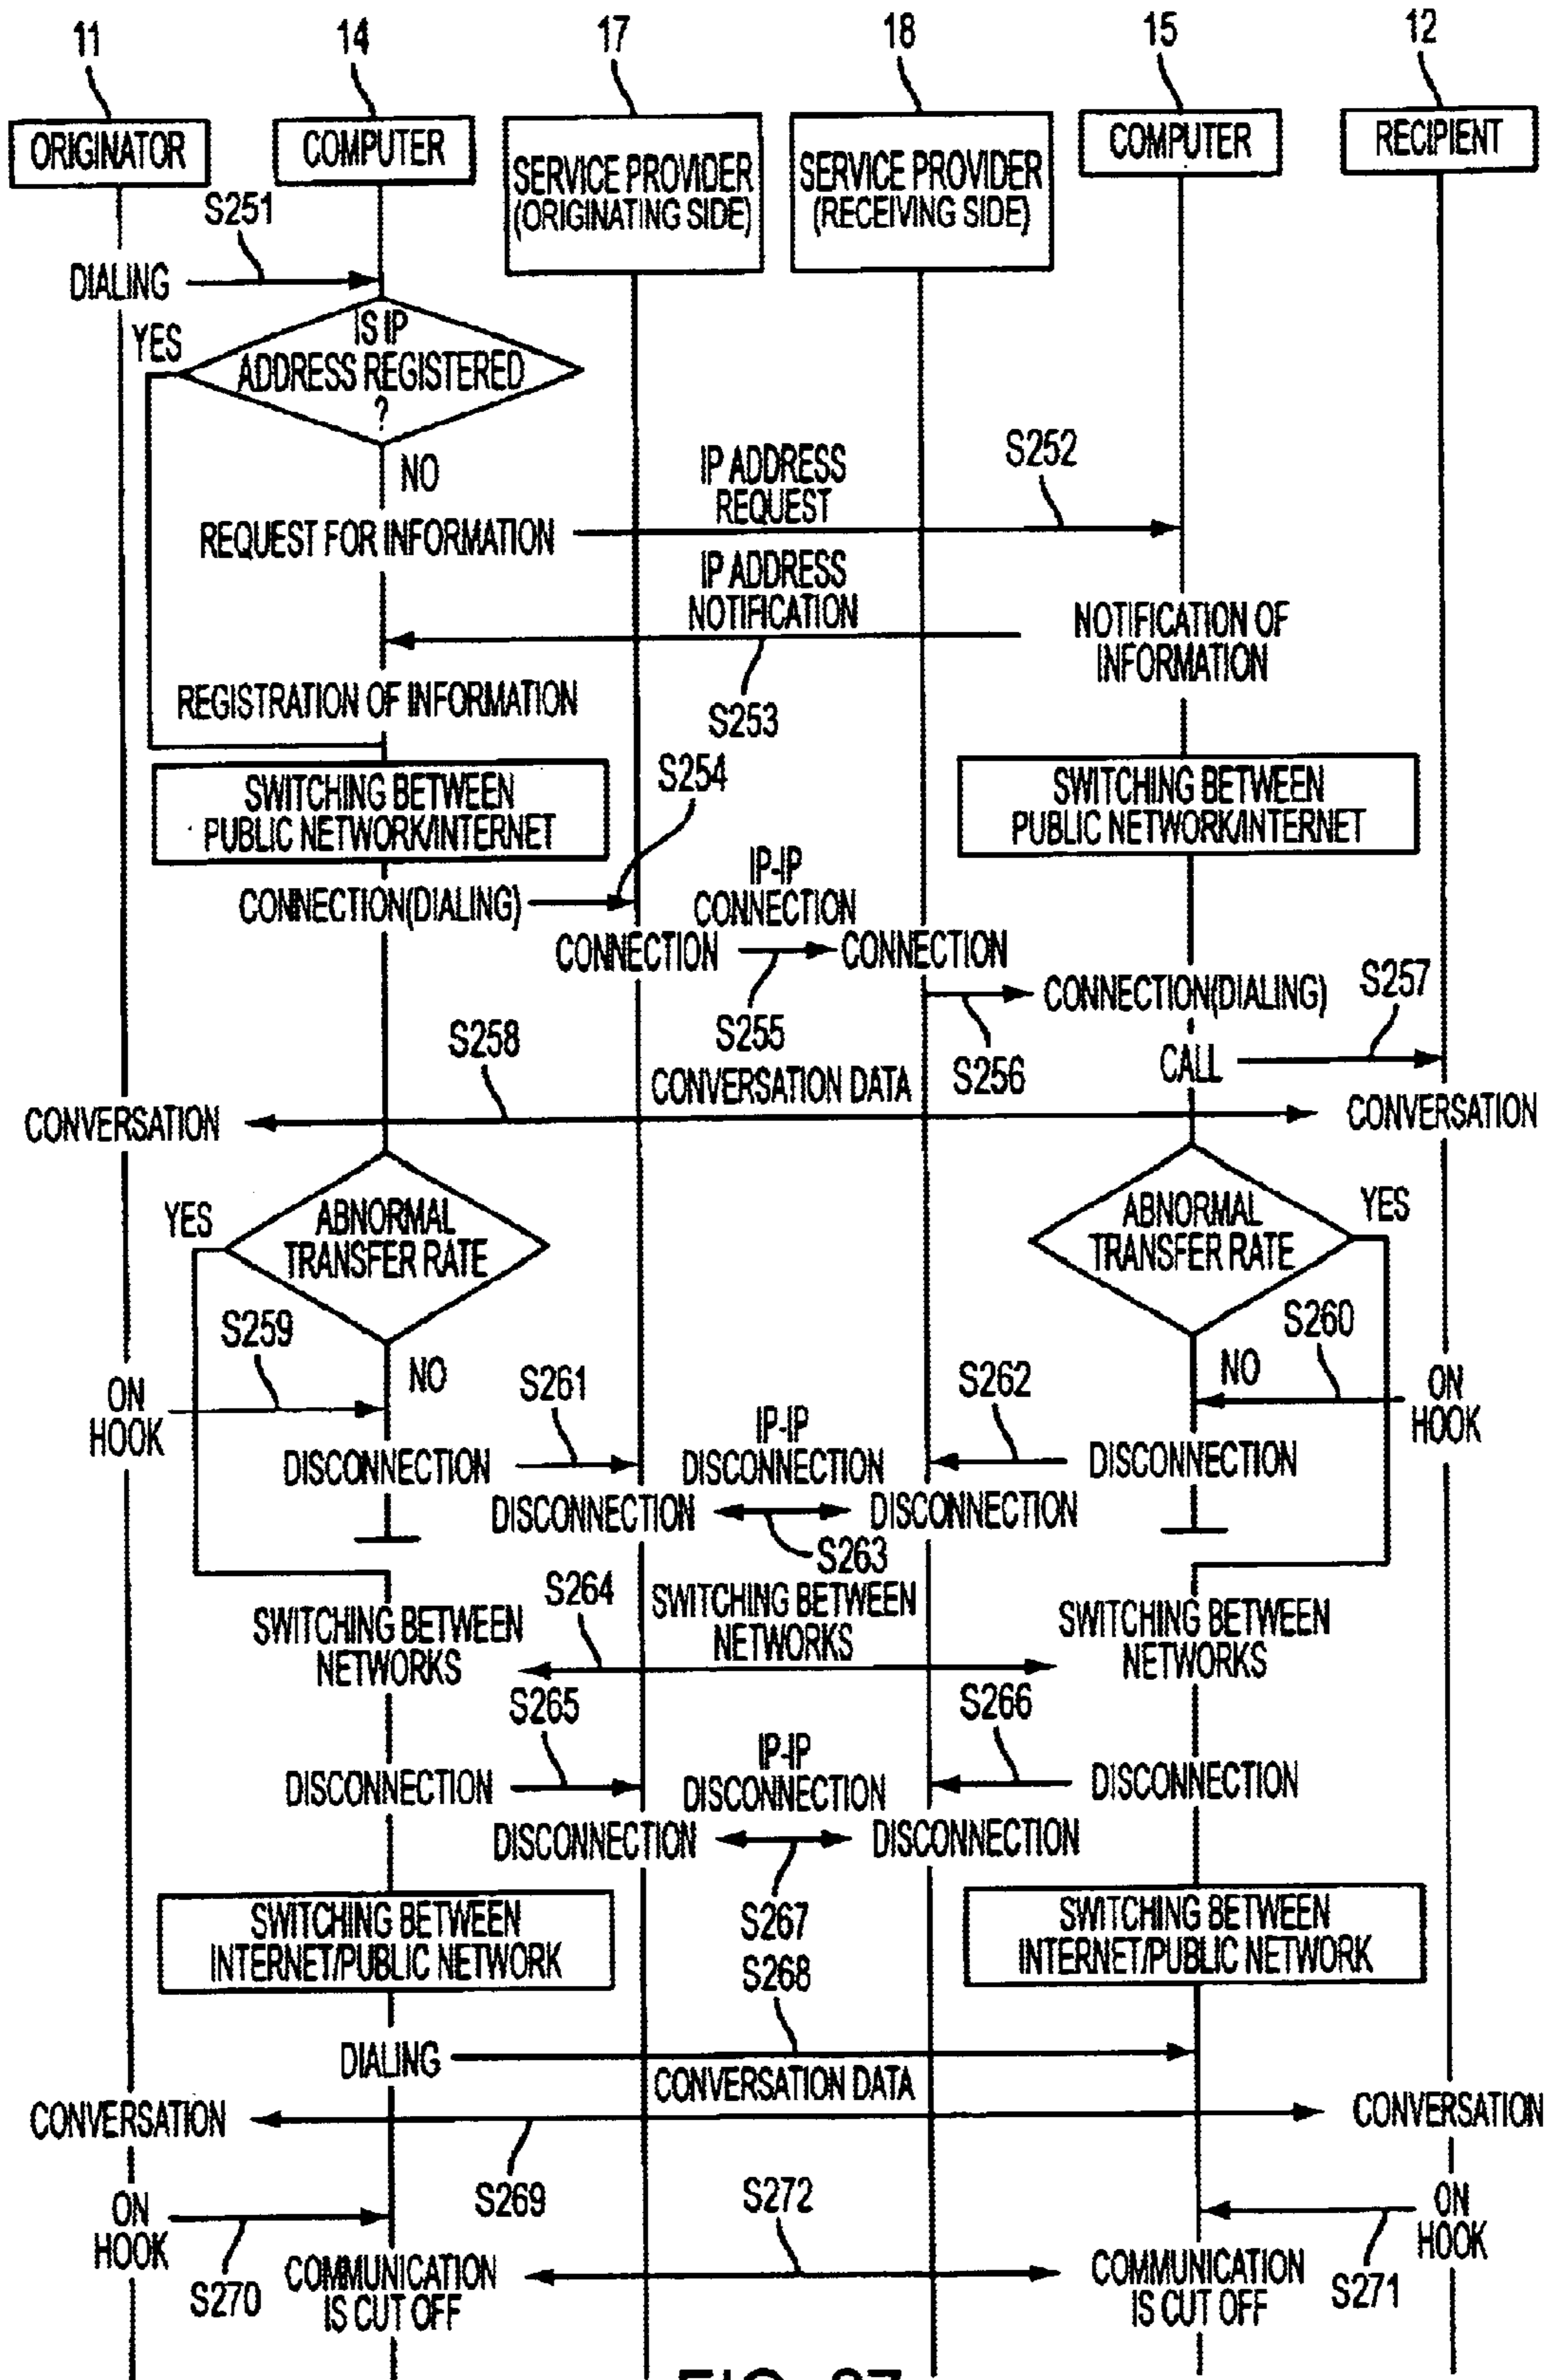 11
14
17
18
15
12
ORIGINATOR
COMPUTER
SERVICE PROVIDER
(ORIGINATING SIDE)
SERVICE PROVIDER
(RECEIVING SIDE)
COMPUTER
RECIPIENT
S251
DIALING
YES
IS IP
ADDRESS REGISTERED
?
NO
IP ADDRESS
REQUEST
S252
REQUEST FOR INFORMATION
IP ADDRESS
NOTIFICATION
NOTIFICATION OF
INFORMATION
REGISTRATION OF INFORMATION
S253
S254
SWITCHING BETWEEN
PUBLIC NETWORK/INTERNET
SWITCHING BETWEEN
PUBLIC NETWORK/INTERNET
CONNECTION(DIALING)
IP-IP
CONNECTION
CONNECTION
CONNECTION
S255
CONNECTION(DIALING)
S257
S256
CALL
S258
CONVERSATION DATA
CONVERSATION
CONVERSATION
YES
ABNORMAL
TRANSFER RATE
ABNORMAL
TRANSFER RATE
YES
S259
S260
NO
NO
ON
HOOK
ON
HOOK
S261
S262
DISCONNECTION
IP-IP
DISCONNECTION
DISCONNECTION
DISCONNECTION
DISCONNECTION
S263
S264
SWITCHING BETWEEN
NETWORKS
SWITCHING BETWEEN
NETWORKS
SWITCHING BETWEEN
NETWORKS
S265
S266
DISCONNECTION
IP-IP
DISCONNECTION
DISCONNECTION
DISCONNECTION
DISCONNECTION
S267
SWITCHING BETWEEN
INTERNET/PUBLIC NETWORK
SWITCHING BETWEEN
INTERNET/PUBLIC NETWORK
S268
DIALING
CONVERSATION DATA
CONVERSATION
CONVERSATION
S269
S272
ON
HOOK
ON
HOOK
S270
COMMUNICATION
IS CUT OFF
COMMUNICATION
IS CUT OFF
S271